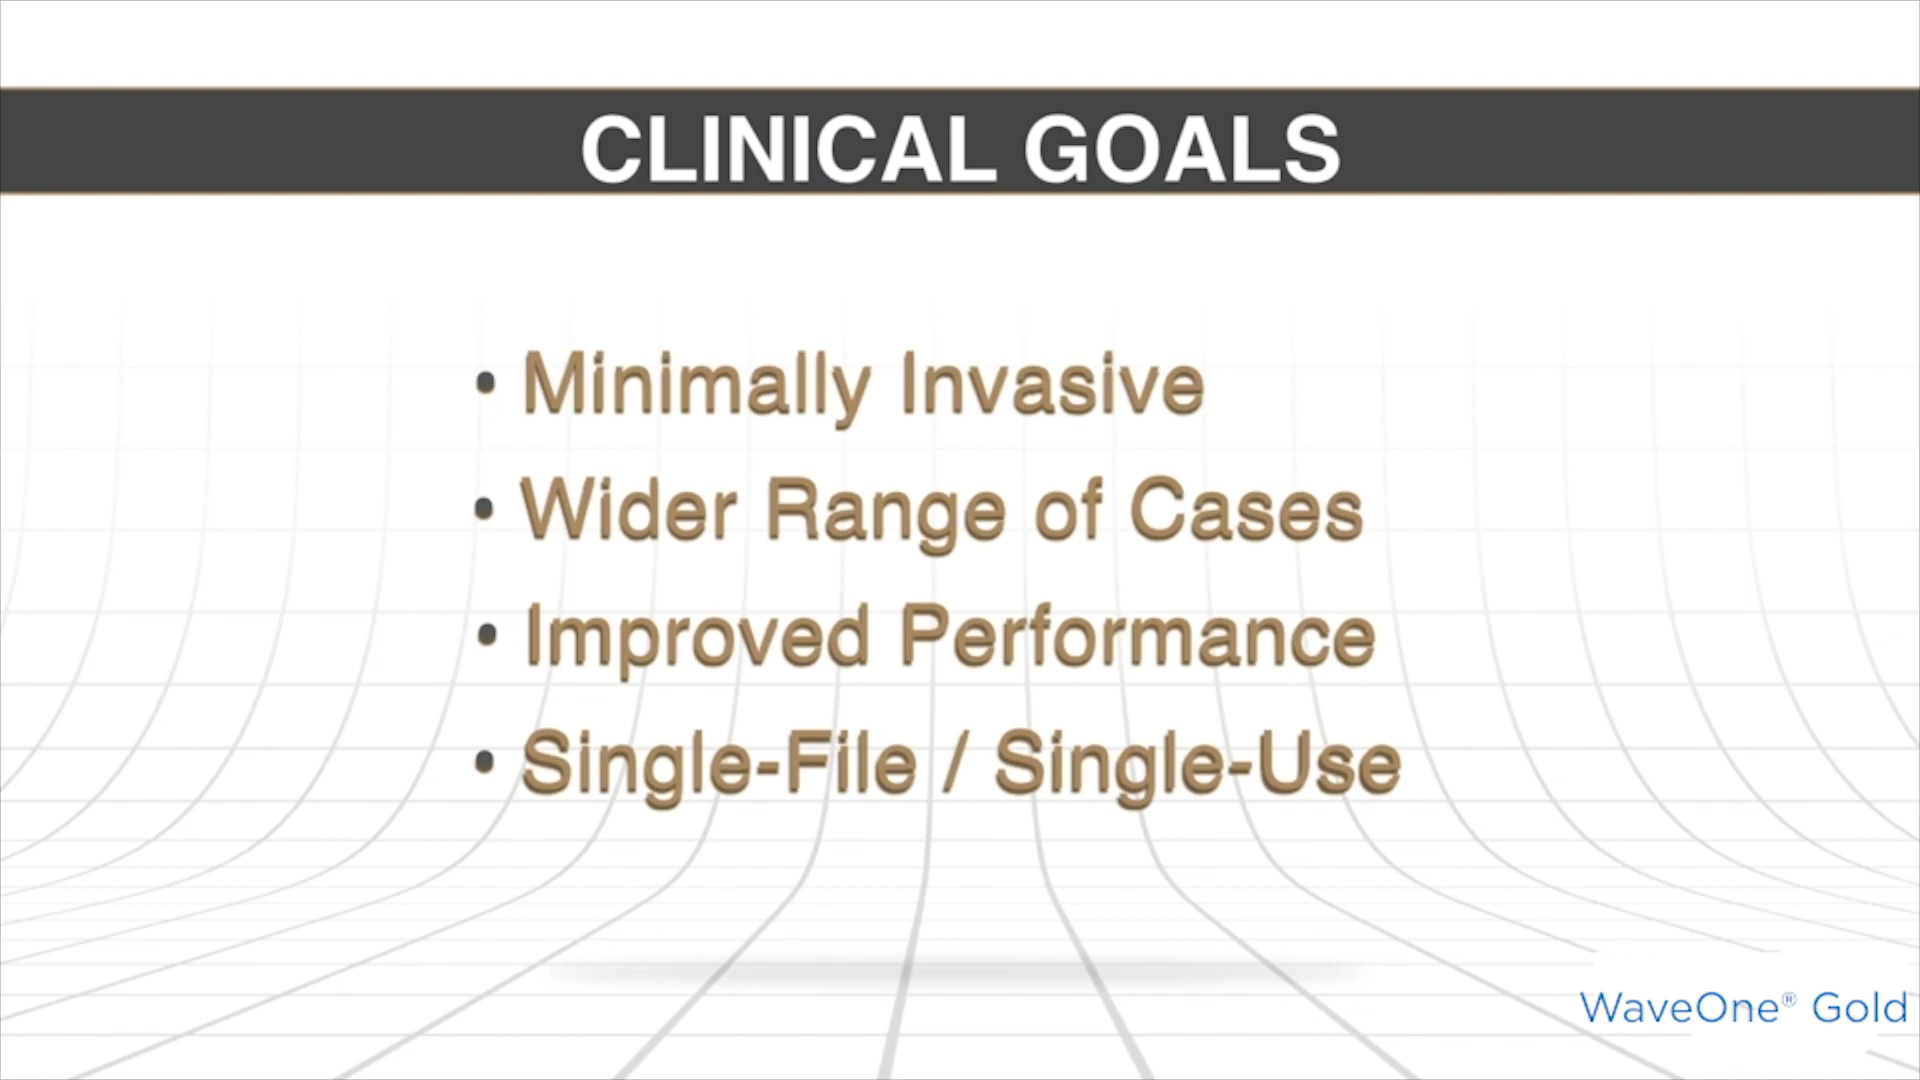 CLINICAL GOALS
• Minimally Invasive
• Wider Range of Cases
• Improved Performance
• Single-File / Single-Use
WaveOne® Gold